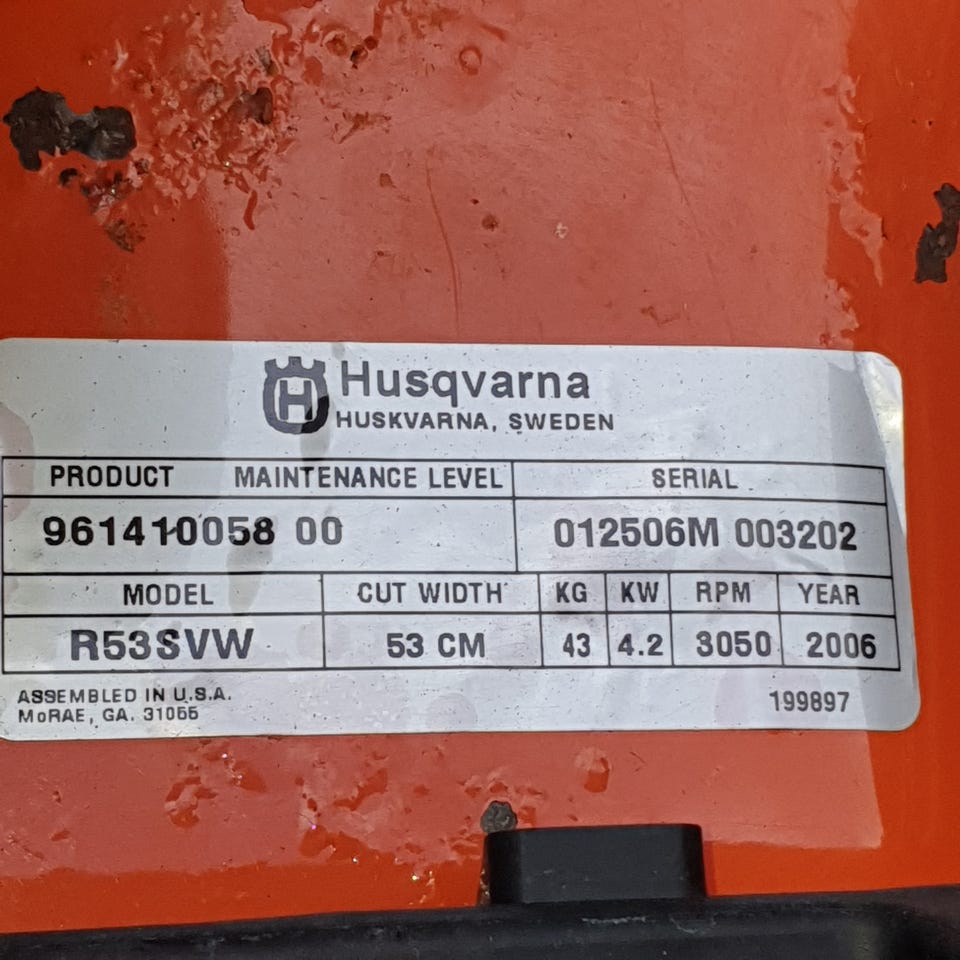 H Husqvarna
HUSKVARNA, SWEDEN
PRODUCT MAINTENANCE LEVEL SERIAL
961410058 00 012506M 003202
MODEL CUT WIDTH KG KW RPM YEAR
R53SVW 53 CM 43 4.2 3050 2006
ASSEMBLED IN U.S.A. 199897
McRAE, GA. 31055